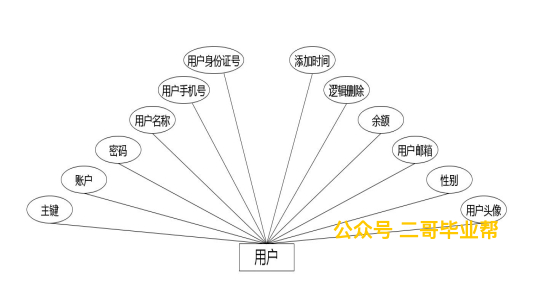 用户身份证号
添加时间
用户手机号
逻辑删除
用户名称
余额
密码
用户邮箱
账户
性别
主键
用户头像
公众号 二哥毕业帮
用户